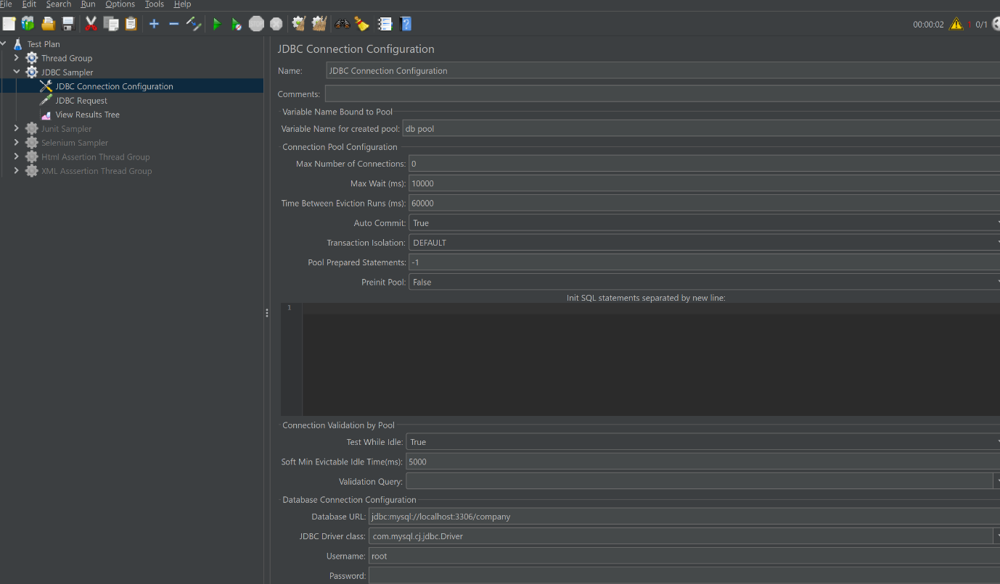 File Edit Search Run Options Tools Help
00:00:02 1 0/1
Test Plan
Thread Group
JDBC Sampler
JDBC Connection Configuration
JDBC Request
View Results Tree
Junit Sampler
Selenium Sampler
Html Assertion Thread Group
XML Asssertion Thread Group
JDBC Connection Configuration
Name: JDBC Connection Configuration
Comments:
Variable Name Bound to Pool
Variable Name for created pool: db pool
Connection Pool Configuration
Max Number of Connections: 0
Max Wait (ms): 10000
Time Between Eviction Runs (ms): 60000
Auto Commit: True
Transaction Isolation: DEFAULT
Pool Prepared Statements: -1
Preinit Pool: False
Init SQL statements separated by new line:
1
Connection Validation by Pool
Test While Idle: True
Soft Min Evictable Idle Time(ms): 5000
Validation Query:
Database Connection Configuration
Database URL: jdbc:mysql://localhost:3306/company
JDBC Driver class: com.mysql.cj.jdbc.Driver
Username: root
Password: